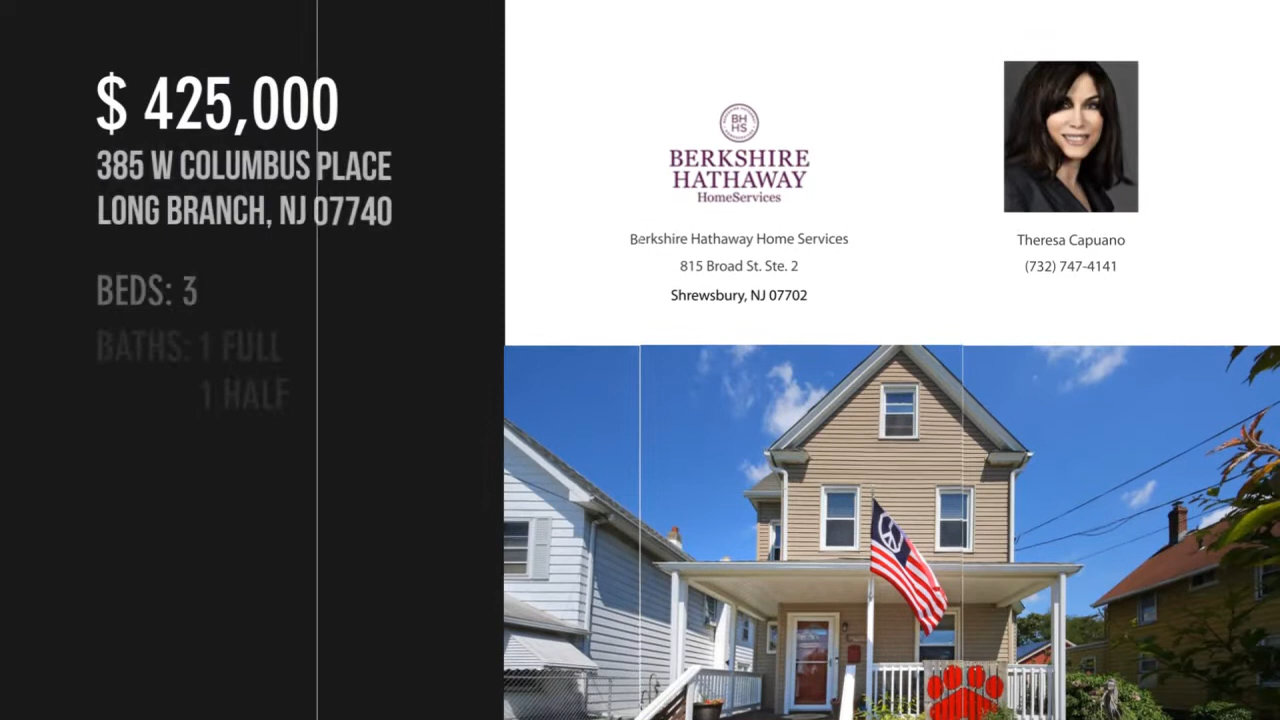 $ 425,000
385 W COLUMBUS PLACE
LONG BRANCH, NJ 07740
BEDS: 3
BATHS: 1 FULL
1 HALF
BH
HS
BERKSHIRE
HATHAWAY
HomeServices
Berkshire Hathaway Home Services
815 Broad St. Ste. 2
Shrewsbury, NJ 07702
Theresa Capuano
(732) 747-4141